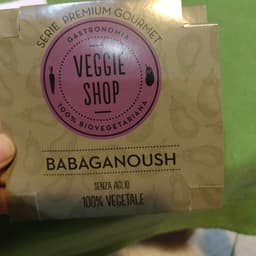 SERIE PREMIUM GOURMET
GASTRONOMIA
VEGGIE
SHOP
100% BIOVEGETARIANA
BABAGANOUSH
SENZA AGLIO
100% VEGETALE